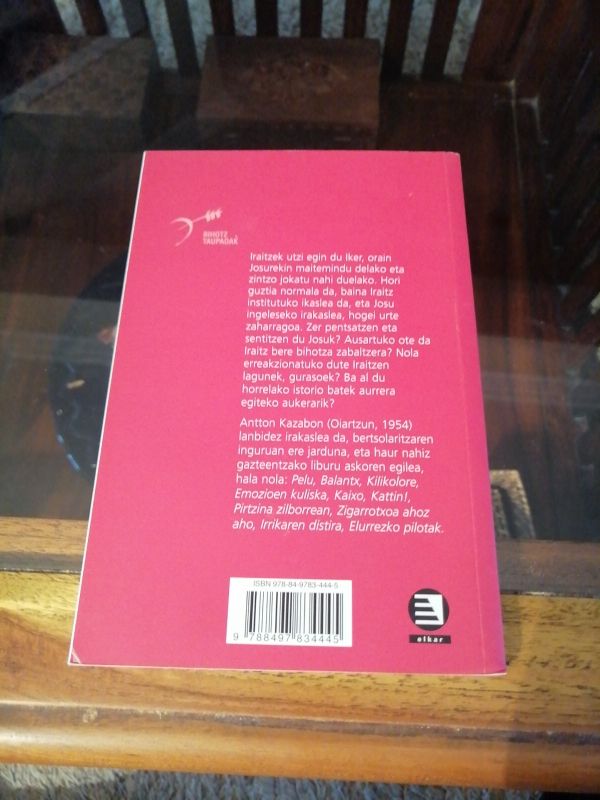 BIHOTZ
TAUPADAK
Iraitzek utzi egin du Iker, orain
Josurekin maitemindu delako eta
zintzo jokatu nahi duelako. Hori
guztia normala da, baina Iraitz
institutuko ikaslea da, eta Josu
ingeleseko irakaslea, hogei urte
zaharragoa. Zer pentsatzen eta
sentitzen du Josuk? Ausartuko ote da
Iraitz bere bihotza zabaltzera? Nola
erreakzionatuko dute Iraitzen
lagunek, gurasoek? Ba al du
horrelako istorio batek aurrera
egiteko aukerarik?
Antton Kazabon (Oiartzun, 1954)
lanbidez irakaslea da, bertsolaritzaren
inguruan ere jarduna, eta haur nahiz
gazteentzako liburu askoren egilea,
hala nola: Pelu, Balantx, Kilikolore,
Emozioen kuliska, Kaixo, Kattin!,
Pirtzina zilborrean, Zigarrotxoa ahoz
aho, Irrikaren distira, Elurrezko pilotak.
ISBN 978-84-9783-444-5
9 788497 834445
elkar